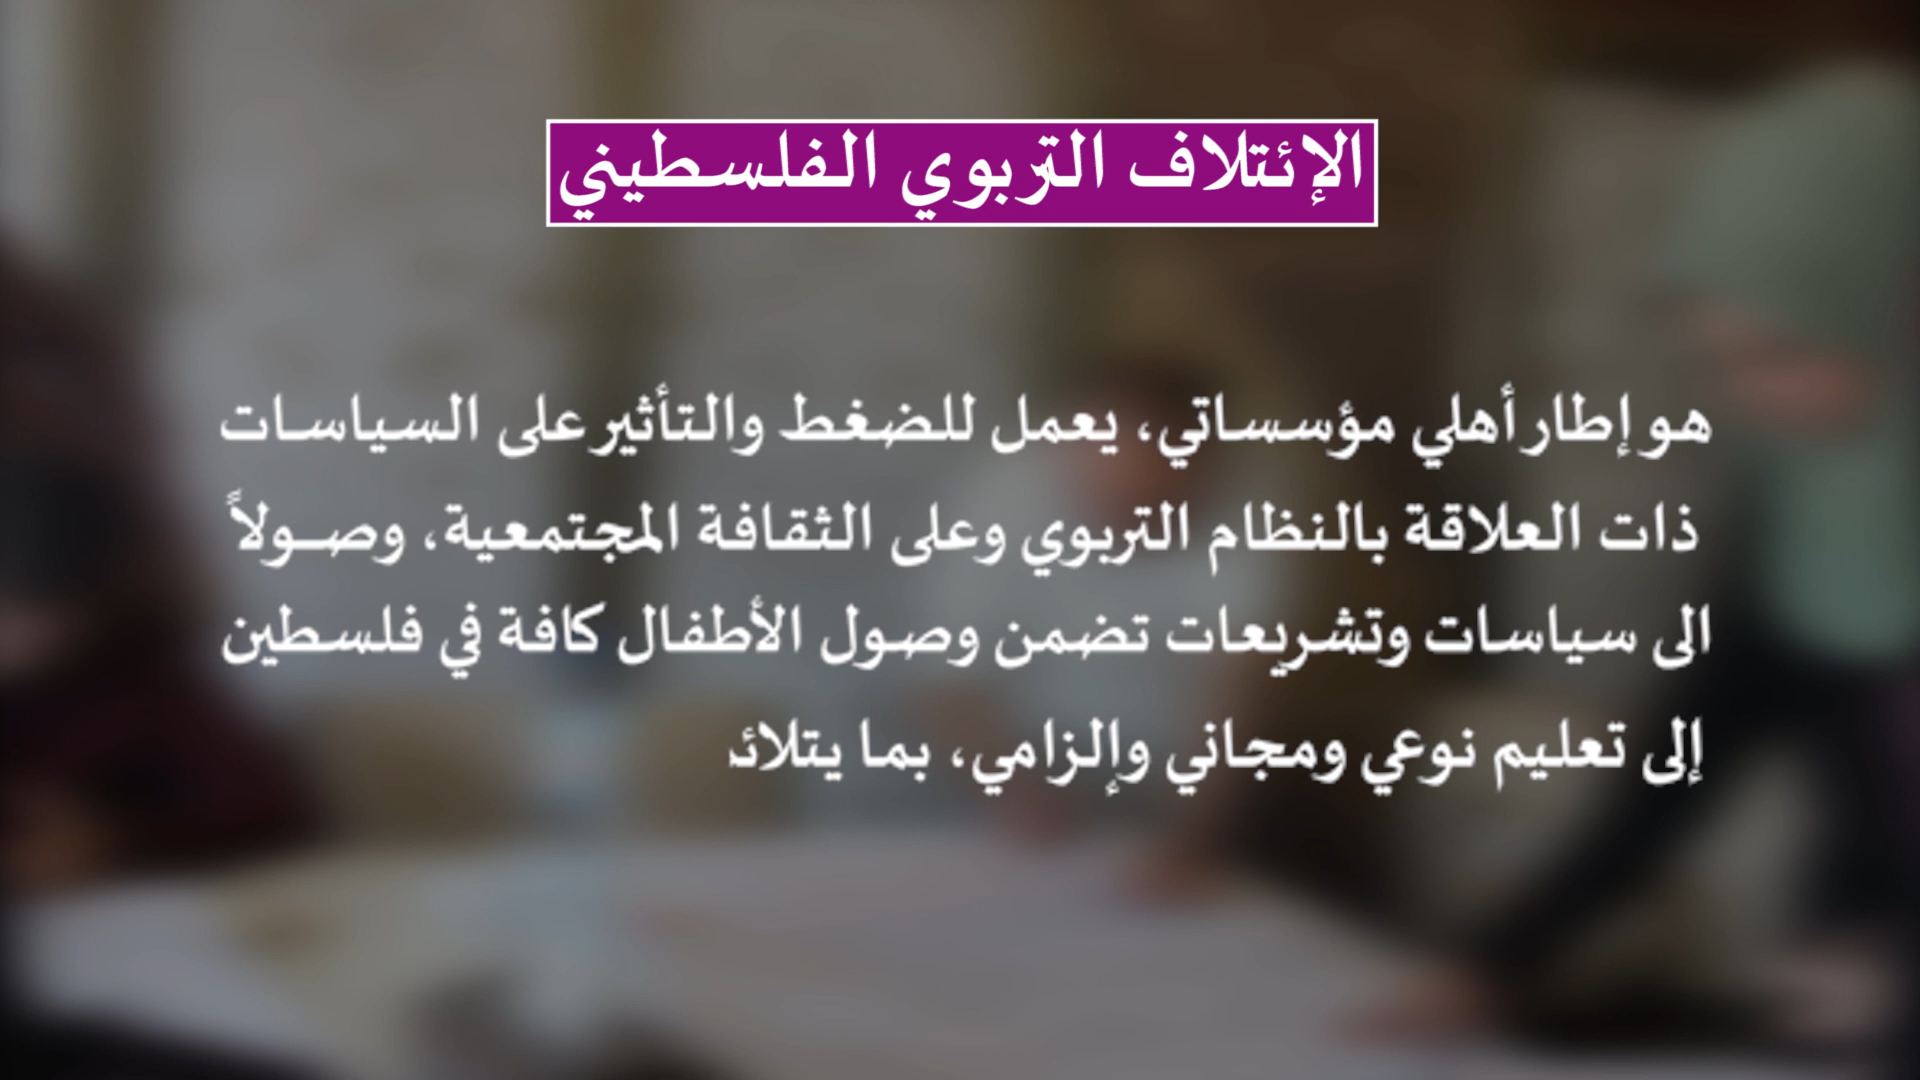 الإئتلاف التربوي الفلسطيني
هو إطار أهلي مؤسساتي، يعمل للضغط والتأثير على السياسات
ذات العلاقة بالنظام التربوي وعلى الثقافة المجتمعية، وصولاً
الى سياسات وتشريعات تضمن وصول الأطفال كافة في فلسطين
إلى تعليم نوعي ومجاني وإلزامي، بما